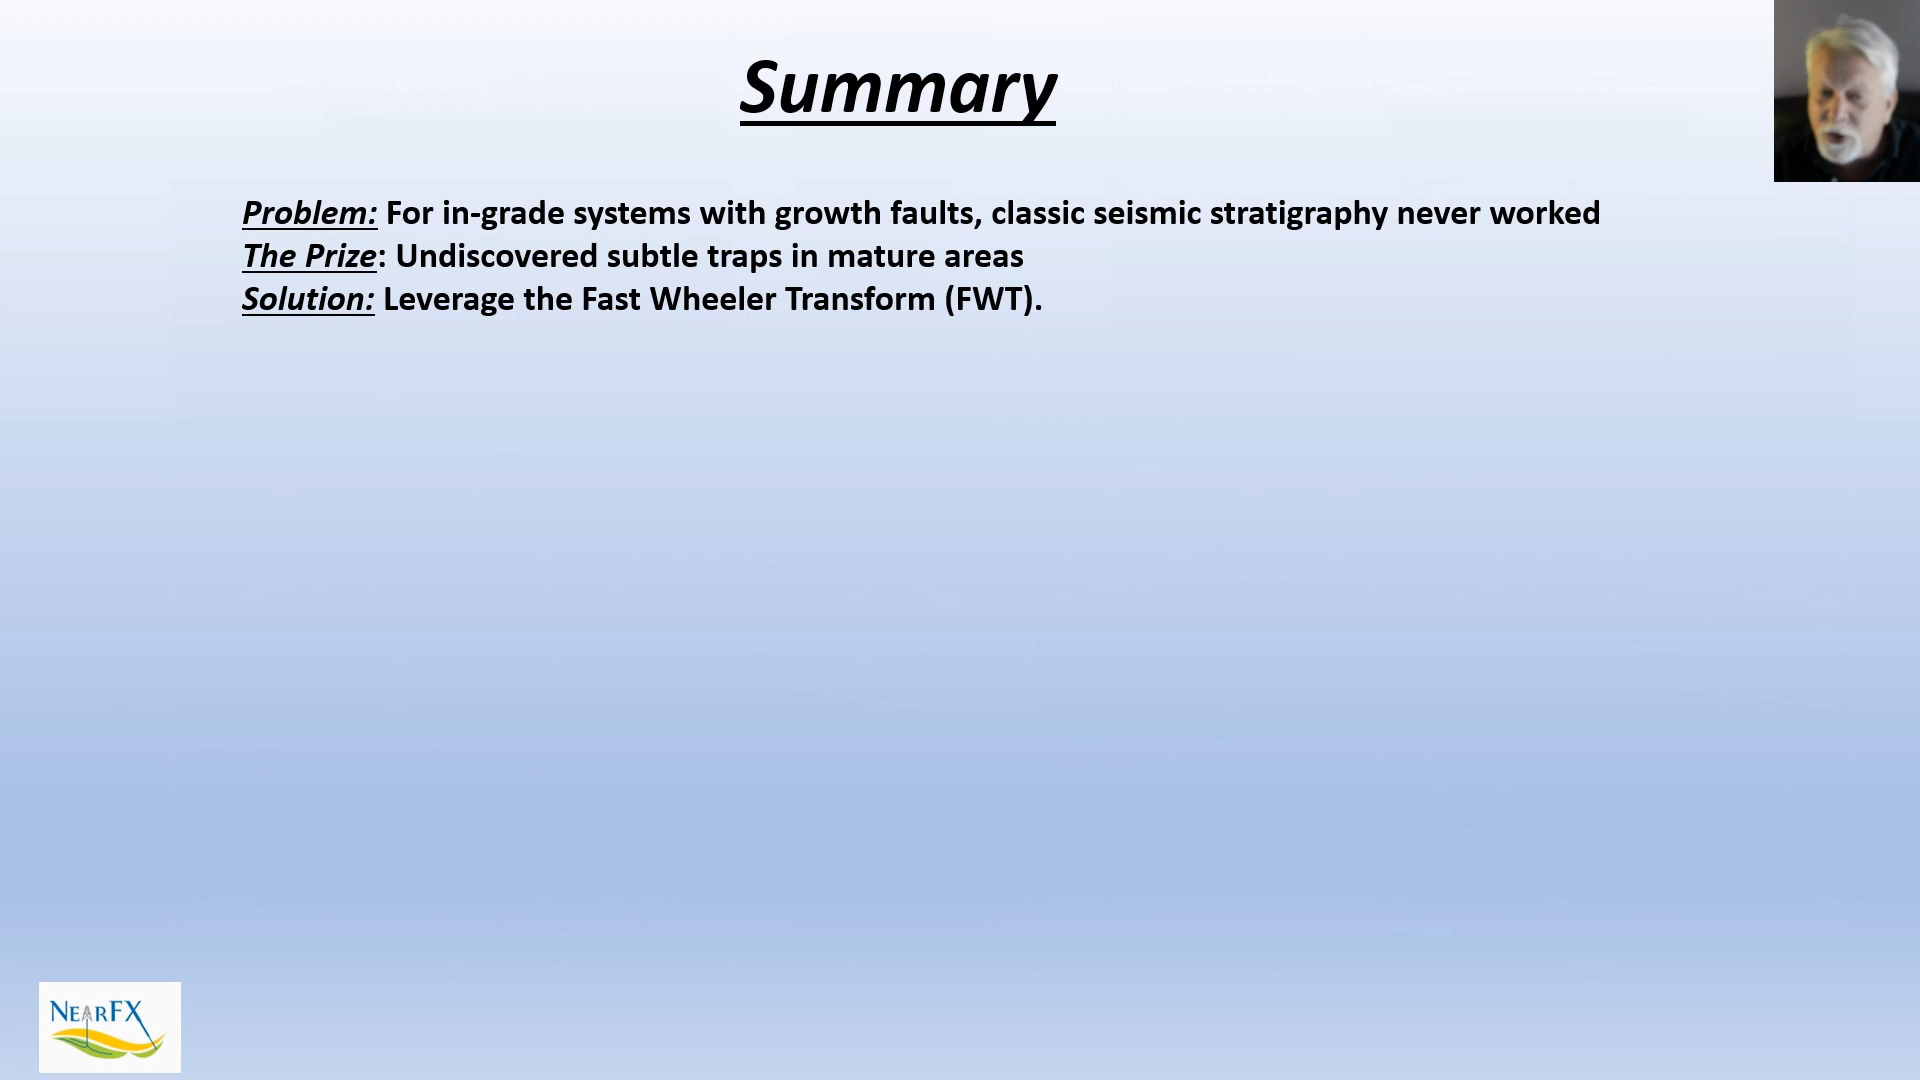 Summary
Problem: For in-grade systems with growth faults, classic seismic stratigraphy never worked
The Prize: Undiscovered subtle traps in mature areas
Solution: Leverage the Fast Wheeler Transform (FWT).
NEARFX